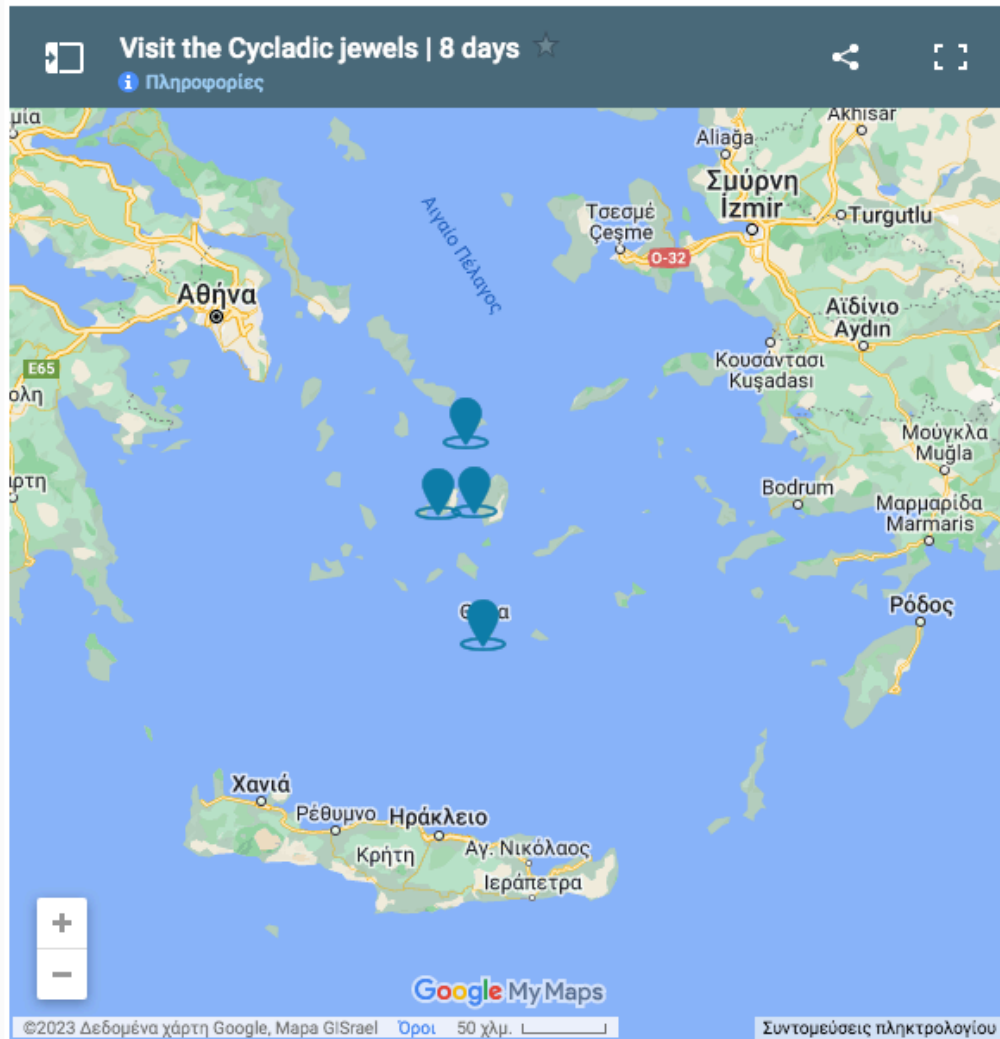 Visit the Cycladic jewels | 8 days
Πληροφορίες
μία
Akhisar
Aliağa
Σμύρνη
İzmir
Turgutlu
Τσεσμέ
Çeşme
O-32
Αιγαίο Πέλαγος
Αθήνα
Αϊδίνιο
Aydın
Κουσάντασι
Kuşadası
E65
ολη
Μούγκλα
Muğla
Bodrum
Μαρμαρίδα
Marmaris
Ρόδος
Χανιά
Ρέθυμνο
Ηράκλειο
Κρήτη
Αγ. Νικόλαος
Ιεράπετρα
+
−
Google My Maps
©2023 Δεδομένα χάρτη Google, Mapa GISrael Όροι 50 χλμ. Συντομεύσεις πληκτρολογίου